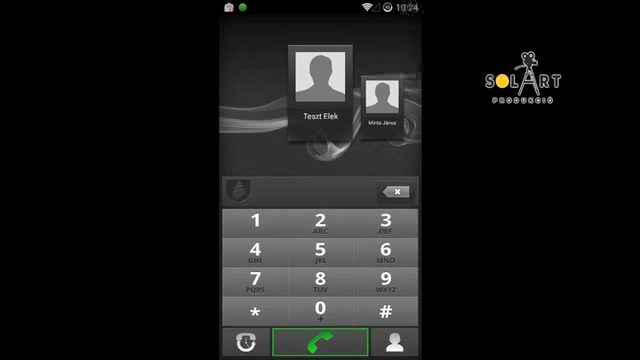 10:24
SOLART
PRODUKCIÓ
Teszt Elek
Minta János
1 2 3
ABC DEF
4 5 6
GHI JKL MNO
7 8 9
PQRS TUV WXYZ
* 0 #
+